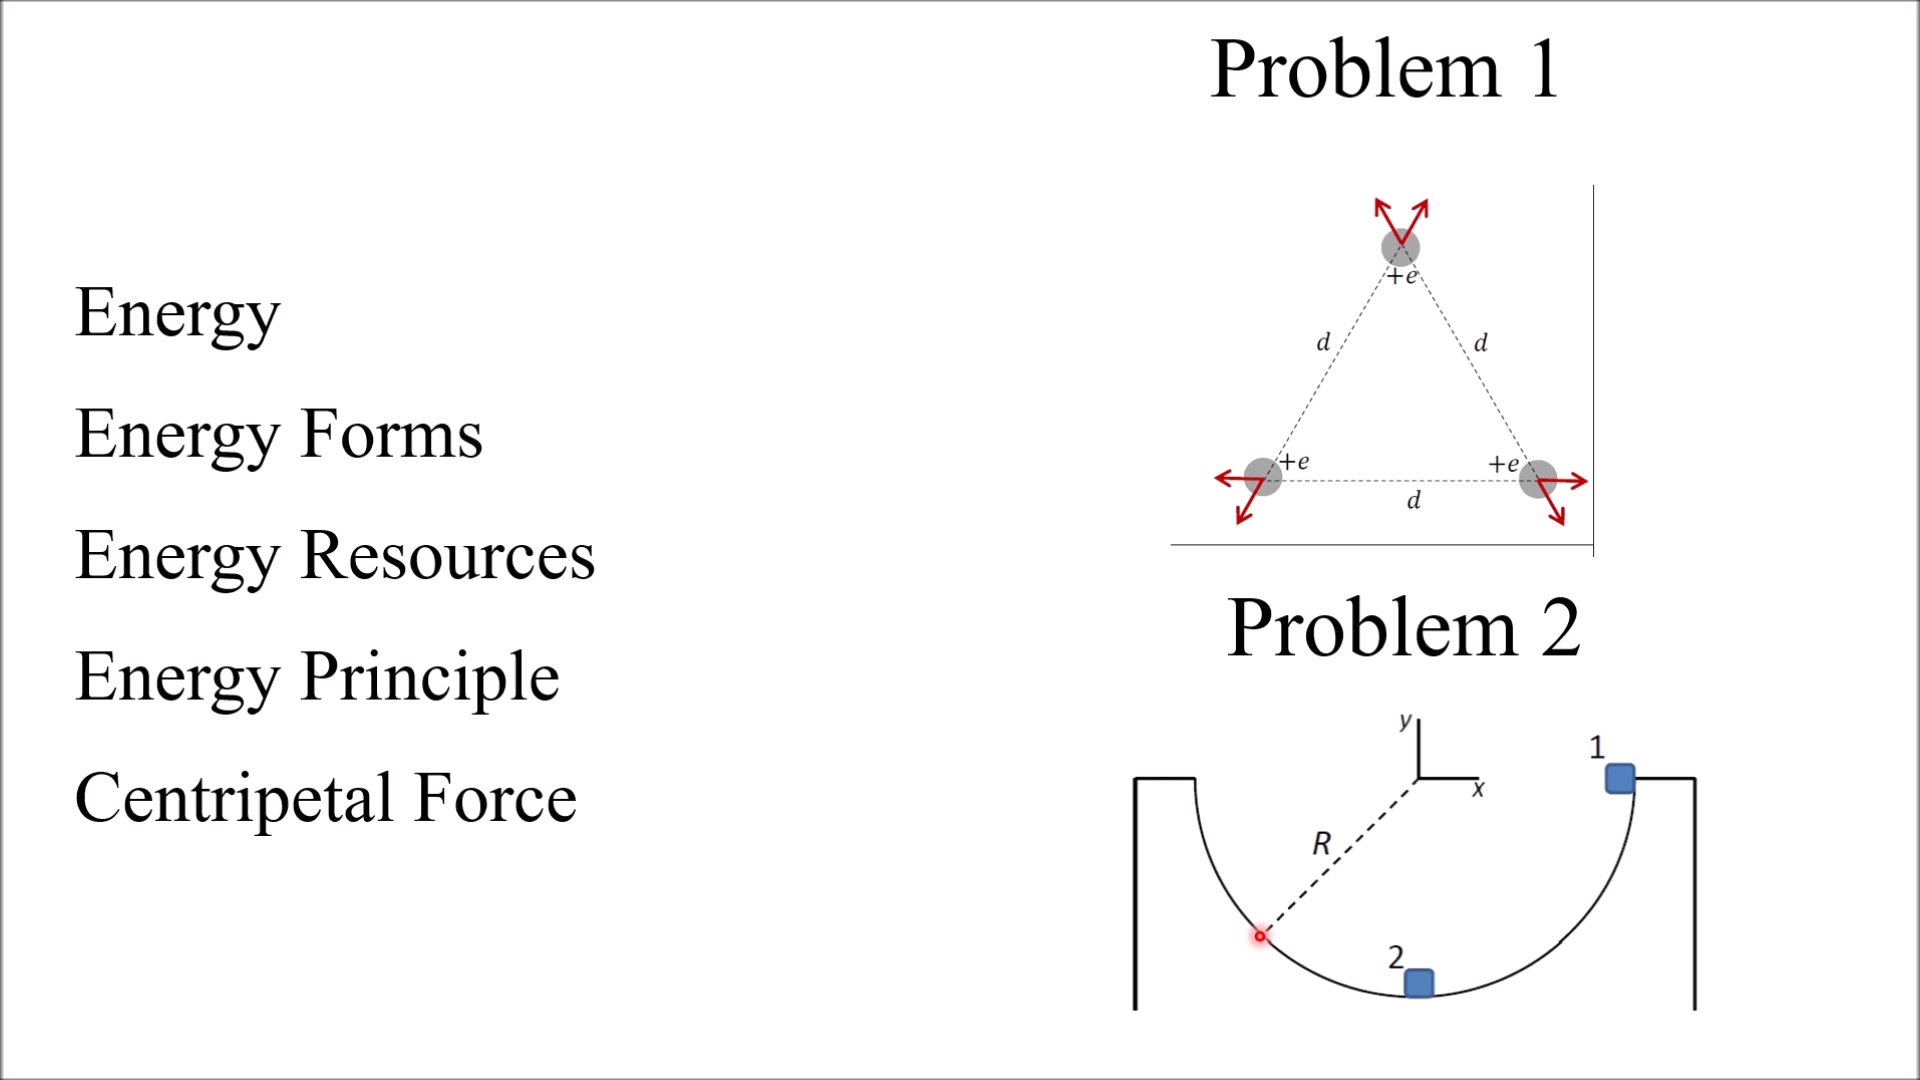 Energy
Energy Forms
Energy Resources
Energy Principle
Centripetal Force
Problem 1
+e
d
d
+e
+e
d
Problem 2
y
x
1
R
2